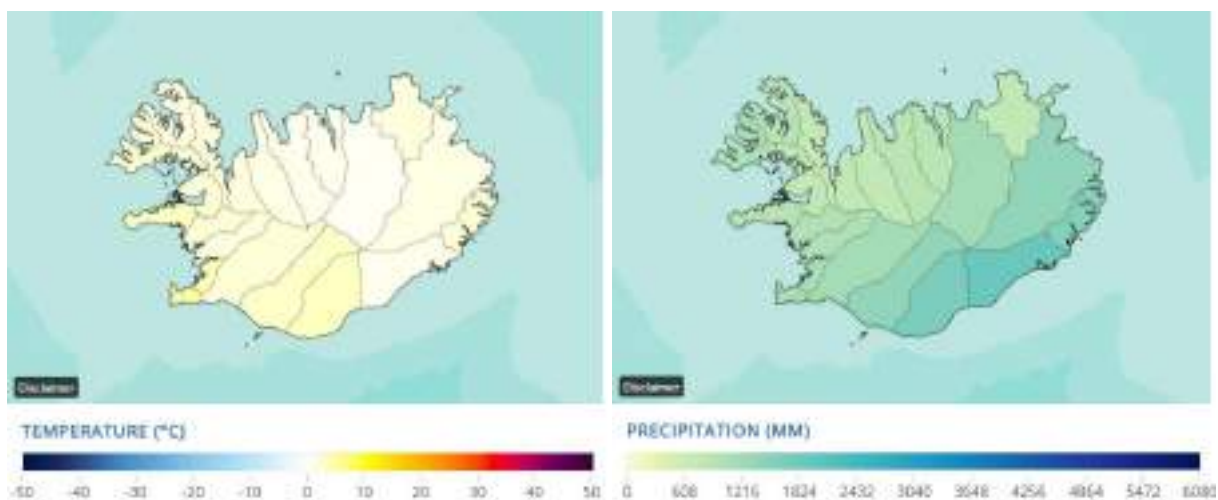 Disclaimer
Disclaimer
TEMPERATURE (°C)
-50 -40 -30 -20 -10 0 10 20 30 40 50
PRECIPITATION (MM)
0 608 1216 1824 2432 3040 3648 4256 4864 5472 6080